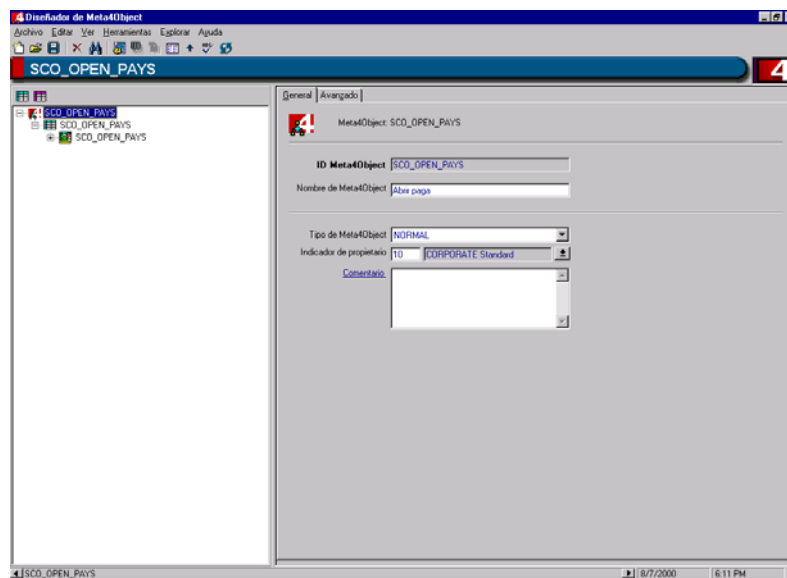 Diseñador de Meta4Object
Archivo Editar Ver Herramientas Explorar Ayuda
SCO_OPEN_PAYS
SCO_OPEN_PAYS
SCO_OPEN_PAYS
SCO_OPEN_PAYS
General Avanzado
Meta4Object: SCO_OPEN_PAYS
ID Meta4Object SCO_OPEN_PAYS
Nombre de Meta4Object Abrir paga
Tipo de Meta4Object NORMAL
Indicador de propietario 10 CORPORATE Standard
Comentario
SCO_OPEN_PAYS 8/7/2000 6:11 PM